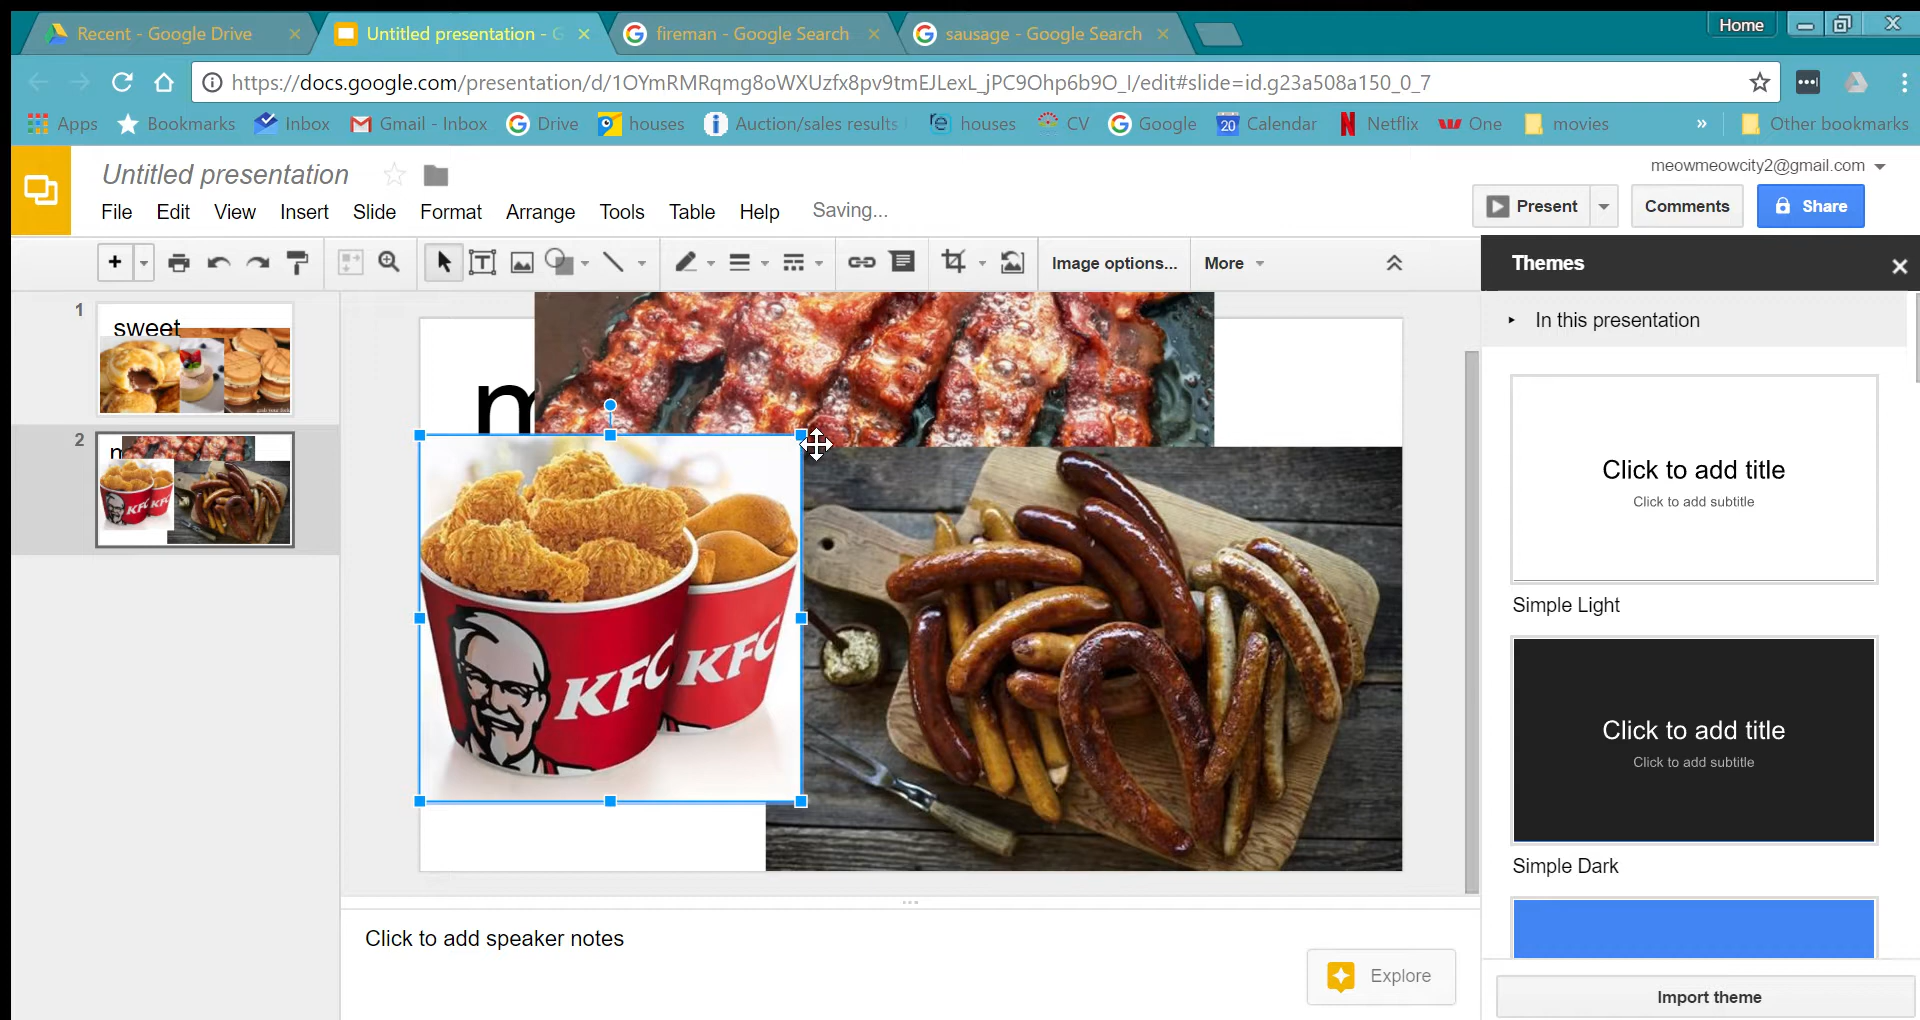 Recent - Google Drive
Untitled presentation - G
fireman - Google Search
sausage - Google Search
Home
https://docs.google.com/presentation/d/1OYmRMRqmg8oWXUzfx8pv9tmEJLexL_jPC9Ohp6b9O_I/edit#slide=id.g23a508a150_0_7
Apps
Bookmarks
Inbox
Gmail - Inbox
Drive
houses
Auction/sales results
houses
CV
Google
20
Calendar
Netflix
One
movies
»
Other bookmarks
Untitled presentation
meowmeowcity2@gmail.com
File Edit View Insert Slide Format Arrange Tools Table Help Saving...
Present
Comments
Share
Image options...
More
Themes
In this presentation
1
sweet
2
m
KFC KFC
m
KFC KFC
Click to add title
Click to add subtitle
Simple Light
Click to add title
Click to add subtitle
Simple Dark
Click to add speaker notes
Explore
Import theme